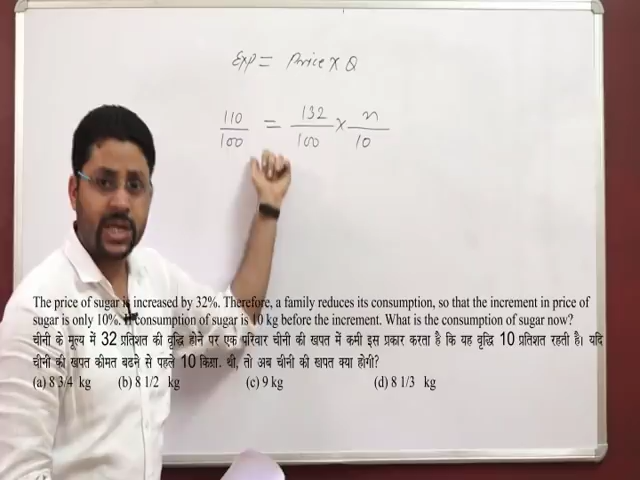 Exp = Price x Q
110/100 = 132/100 x n/10
The price of sugar is increased by 32%. Therefore, a family reduces its consumption, so that the increment in price of
sugar is only 10%. If consumption of sugar is 10 kg before the increment. What is the consumption of sugar now?
चीनी के मूल्य में 32 प्रतिशत की वृद्धि होने पर एक परिवार चीनी की खपत में कमी इस प्रकार करता है कि यह वृद्धि 10 प्रतिशत रहती है। यदि
चीनी की खपत कीमत बढने से पहले 10 किग्रा. थी, तो अब चीनी की खपत क्या होगी?
(a) 8 3/4 kg (b) 8 1/2 kg (c) 9 kg (d) 8 1/3 kg